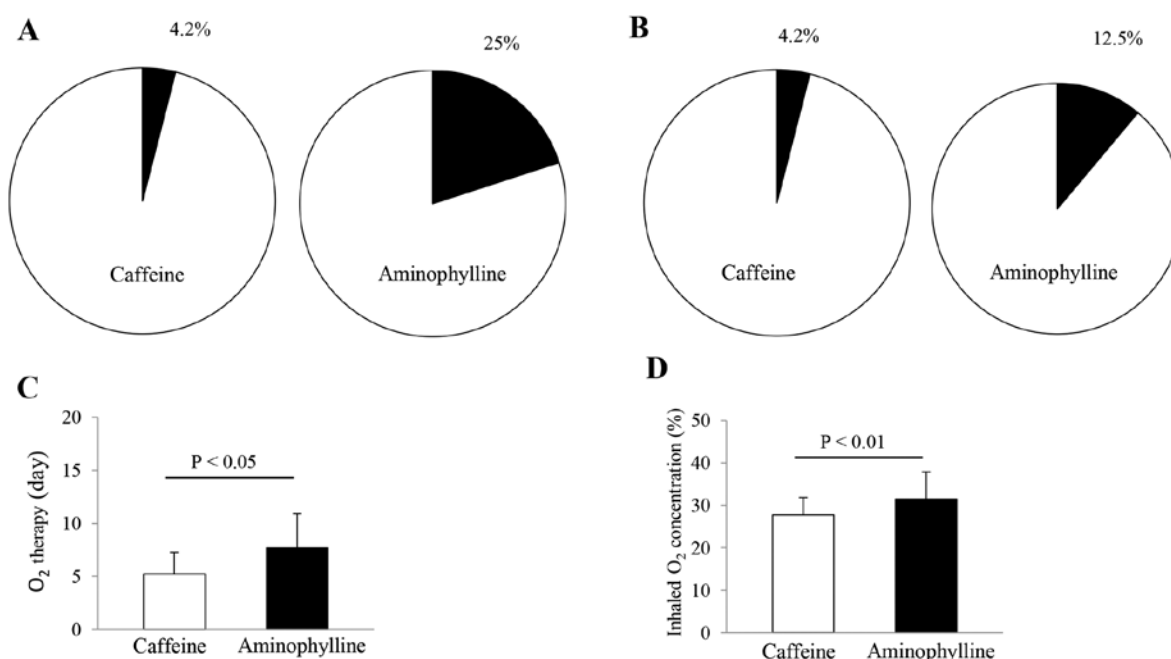 A
4.2%
25%
Caffeine
Aminophylline
B
4.2%
12.5%
Caffeine
Aminophylline
C
O₂ therapy (day)
20
15
10
5
0
P < 0.05
Caffeine
Aminophylline
D
Inhaled O₂ concentration (%)
50
40
30
20
10
0
P < 0.01
Caffeine
Aminophylline